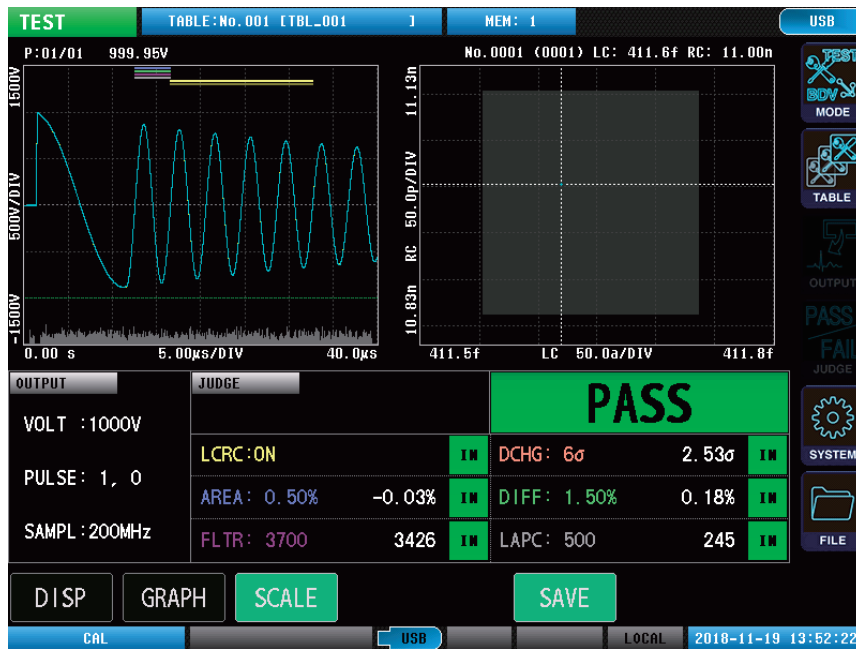 TEST TABLE:No.001 [TBL_001 ] MEM: 1 USB
P:01/01 999.95V No.0001 (0001) LC: 411.6f RC: 11.00n
1500V
500V/DIV
-1500V
0.00 s 5.00µs/DIV 40.0µs
11.13n
RC 50.0p/DIV
10.83n
411.5f LC 50.0a/DIV 411.8f
TEST
BDV
MODE
TABLE
OUTPUT
PASS
FAIL
JUDGE
SYSTEM
FILE
OUTPUT
VOLT :1000V
PULSE: 1, 0
SAMPL:200MHz
JUDGE
PASS
LCRC:ON IN DCHG: 6σ 2.53σ IN
AREA: 0.50% -0.03% IN DIFF: 1.50% 0.18% IN
FLTR: 3700 3426 IN LAPC: 500 245 IN
DISP GRAPH SCALE SAVE
CAL USB LOCAL 2018-11-19 13:52:22